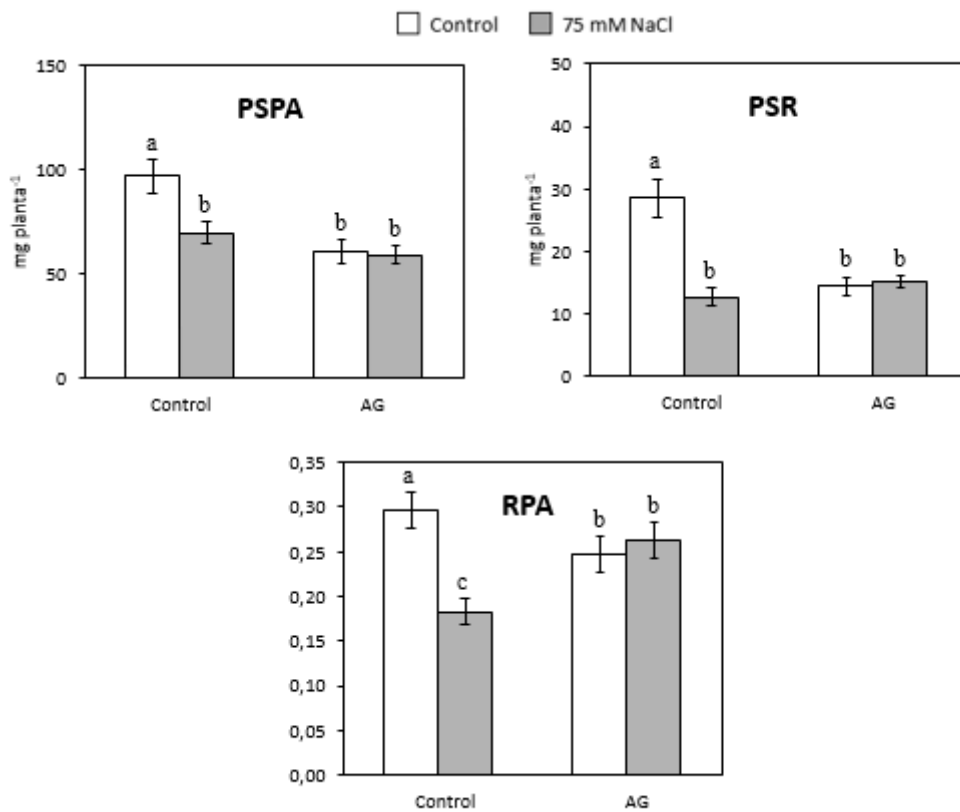 Control 75 mM NaCl
PSPA
mg planta⁻¹
150
100
50
0
a
b
b
b
Control AG
PSR
mg planta⁻¹
50
40
30
20
10
0
a
b
b
b
Control AG
RPA
0,35
0,30
0,25
0,20
0,15
0,10
0,05
0,00
a
c
b
b
Control AG